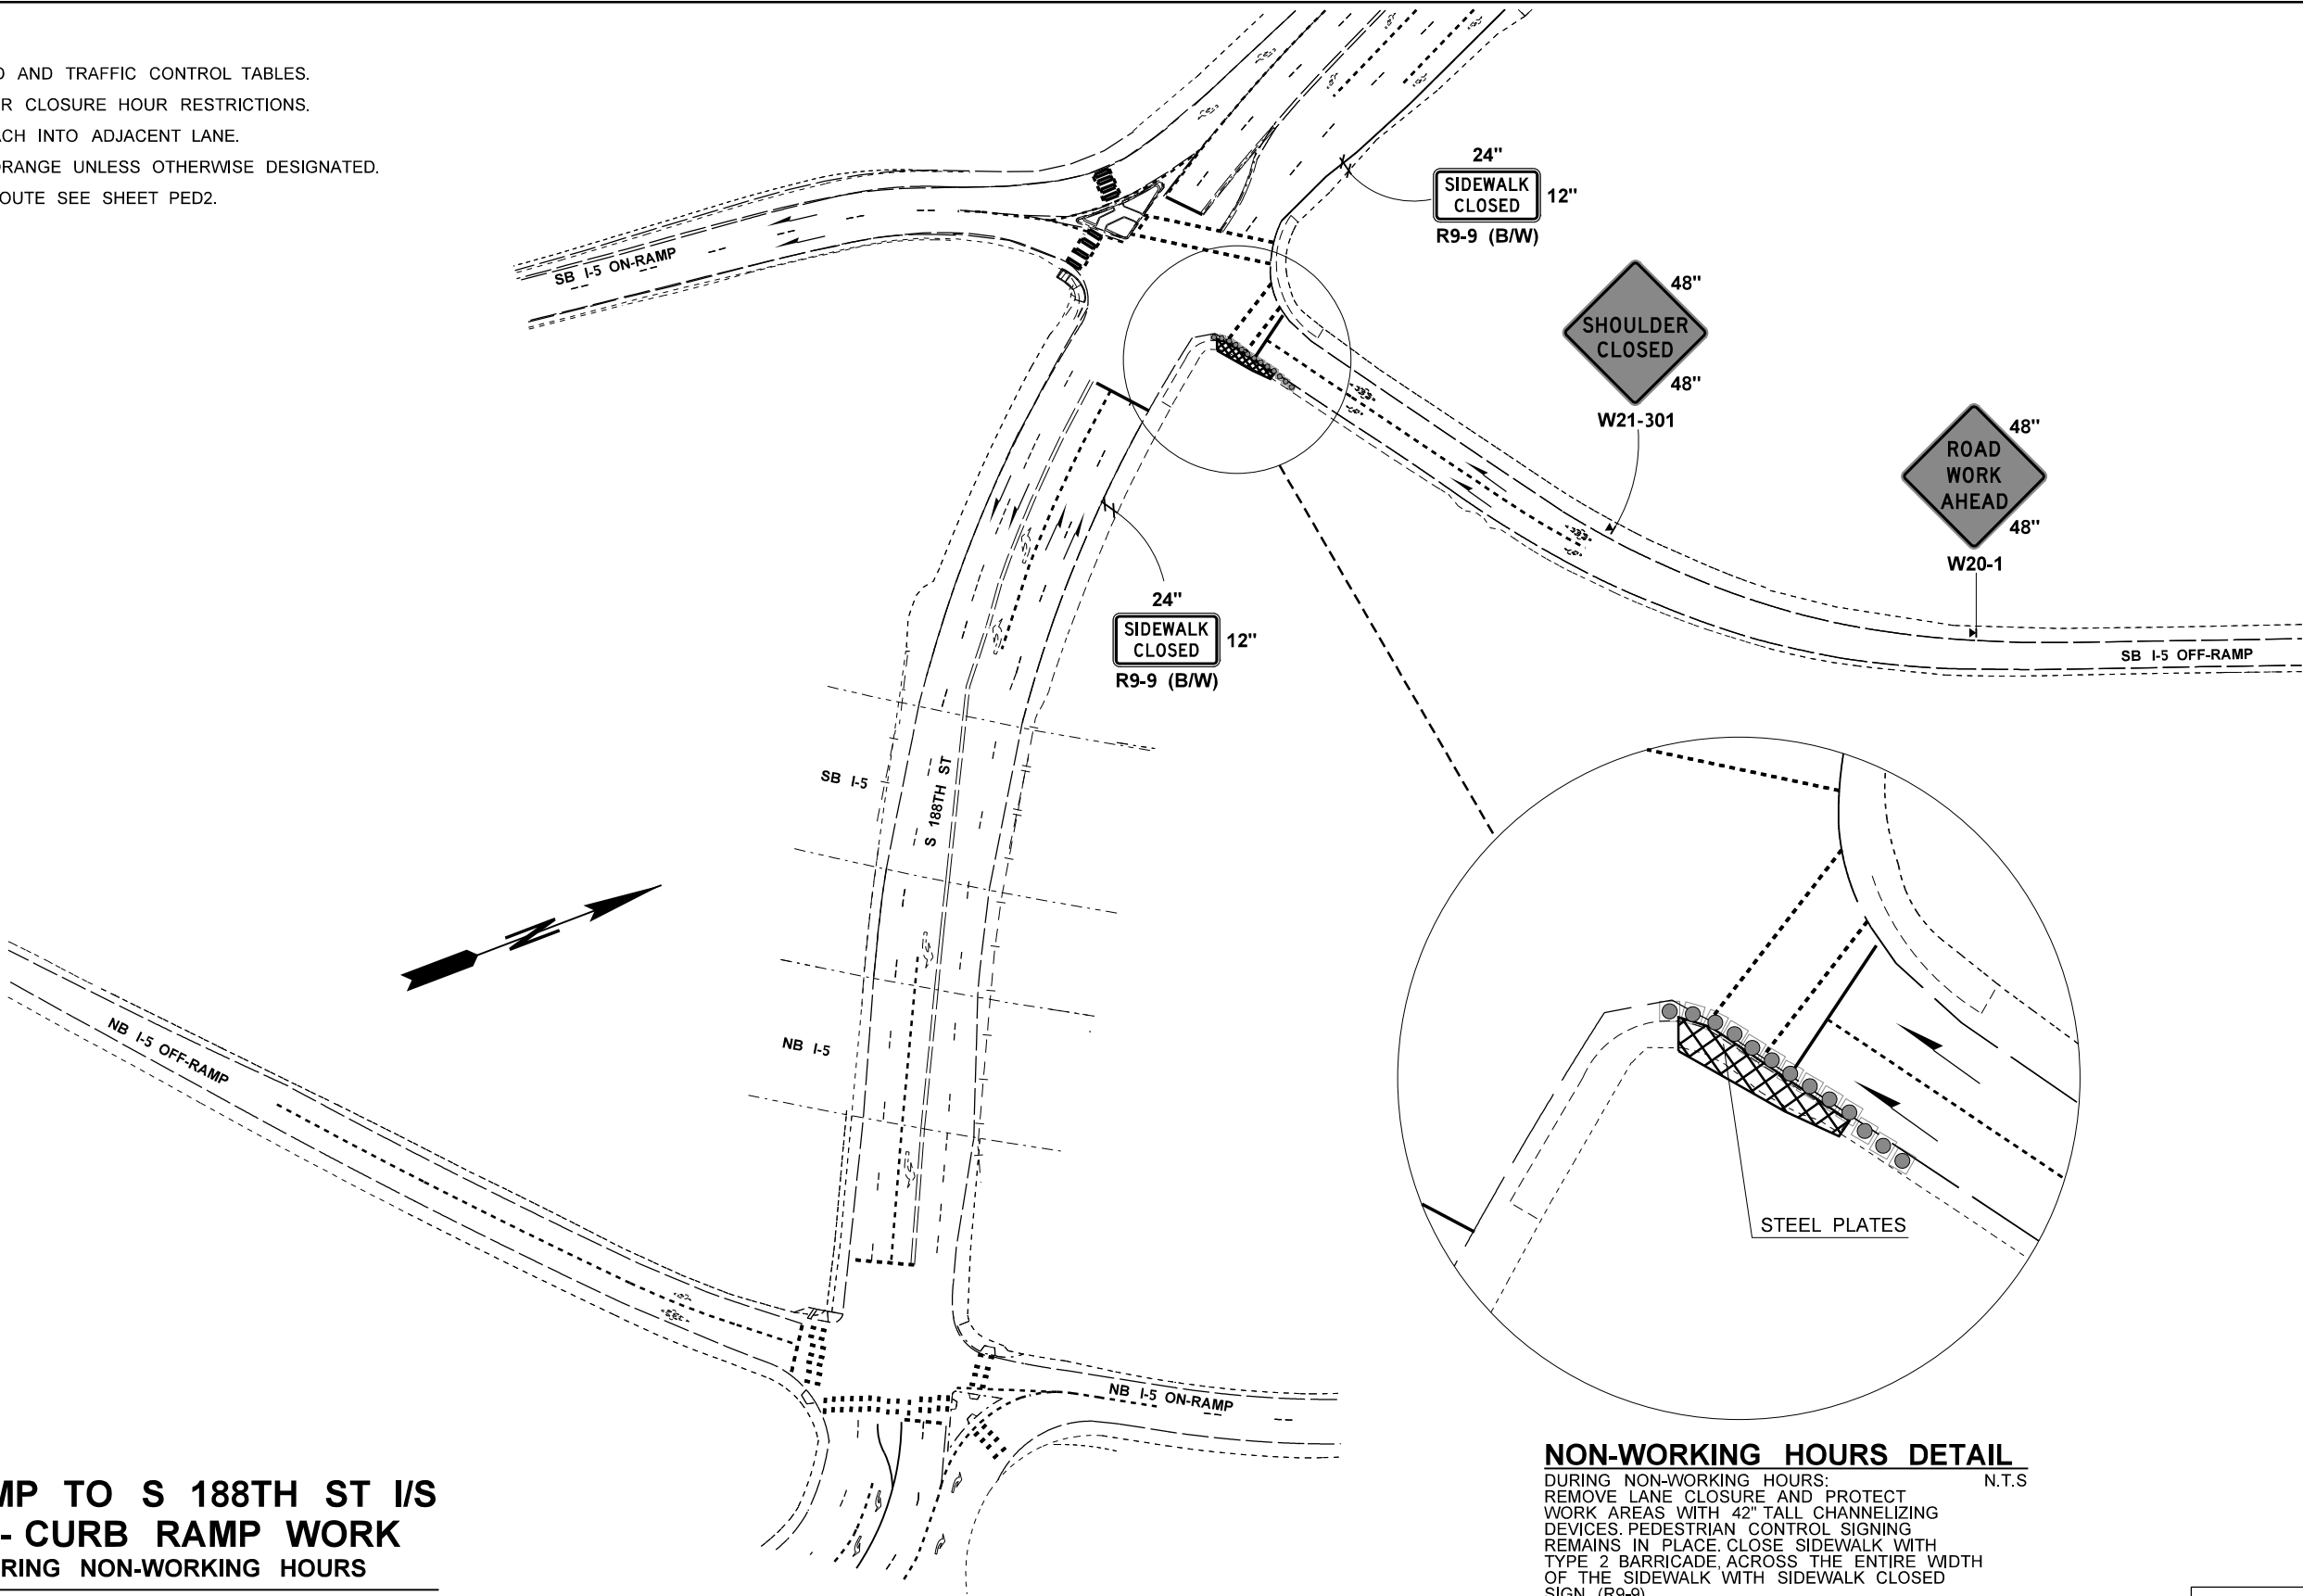 AND TRAFFIC CONTROL TABLES.
CLOSURE HOUR RESTRICTIONS.
INTO ADJACENT LANE.
ORANGE UNLESS OTHERWISE DESIGNATED.
SEE SHEET PED2.
24"
SIDEWALK
CLOSED
12"
R9-9 (B/W)
SB I-5 ON-RAMP
48"
SHOULDER
CLOSED
48"
W21-301
48"
ROAD
WORK
AHEAD
48"
W20-1
24"
SIDEWALK
CLOSED
12"
R9-9 (B/W)
SB I-5 OFF-RAMP
SB I-5
S 188TH ST
N
NB I-5
NB I-5 OFF-RAMP
STEEL PLATES
NB I-5 ON-RAMP
TO S 188TH ST I/S
- CURB RAMP WORK
NON-WORKING HOURS
NON-WORKING HOURS DETAIL
DURING NON-WORKING HOURS:
N.T.S
REMOVE LANE CLOSURE AND PROTECT
WORK AREAS WITH 42" TALL CHANNELIZING
DEVICES. PEDESTRIAN CONTROL SIGNING
REMAINS IN PLACE. CLOSE SIDEWALK WITH
TYPE 2 BARRICADE, ACROSS THE ENTIRE WIDTH
OF THE SIDEWALK WITH SIDEWALK CLOSED
SIGN (R9-9)